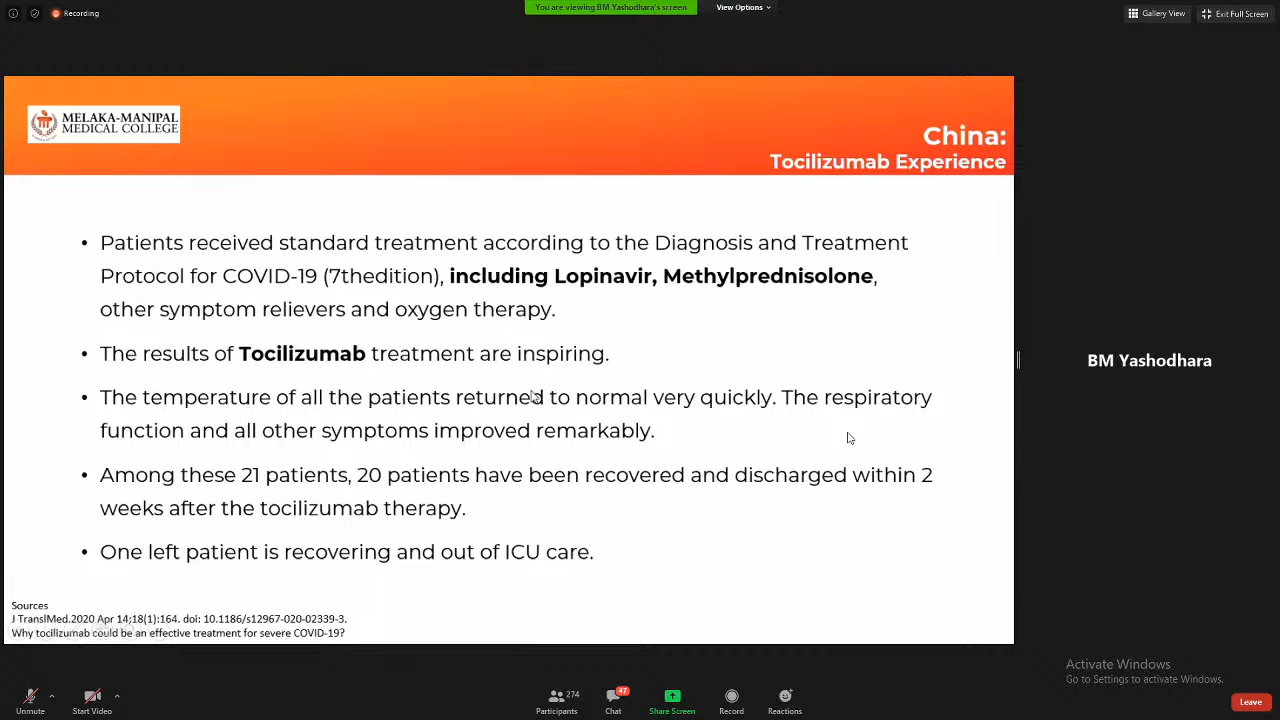 Recording
You are viewing BM Yashodhara's screen
View Options
Gallery View
Exit Full Screen
MELAKA-MANIPAL
MEDICAL COLLEGE
China:
Tocilizumab Experience
• Patients received standard treatment according to the Diagnosis and Treatment
Protocol for COVID-19 (7thedition), including Lopinavir, Methylprednisolone,
other symptom relievers and oxygen therapy.
• The results of Tocilizumab treatment are inspiring.
• The temperature of all the patients returned to normal very quickly. The respiratory
function and all other symptoms improved remarkably.
• Among these 21 patients, 20 patients have been recovered and discharged within 2
weeks after the tocilizumab therapy.
• One left patient is recovering and out of ICU care.
Sources
J TranslMed.2020 Apr 14;18(1):164. doi: 10.1186/s12967-020-02339-3.
Why tocilizumab could be an effective treatment for severe COVID-19?
BM Yashodhara
Activate Windows
Go to Settings to activate Windows.
Unmute
Start Video
274
Participants
47
Chat
Share Screen
Record
Reactions
Leave